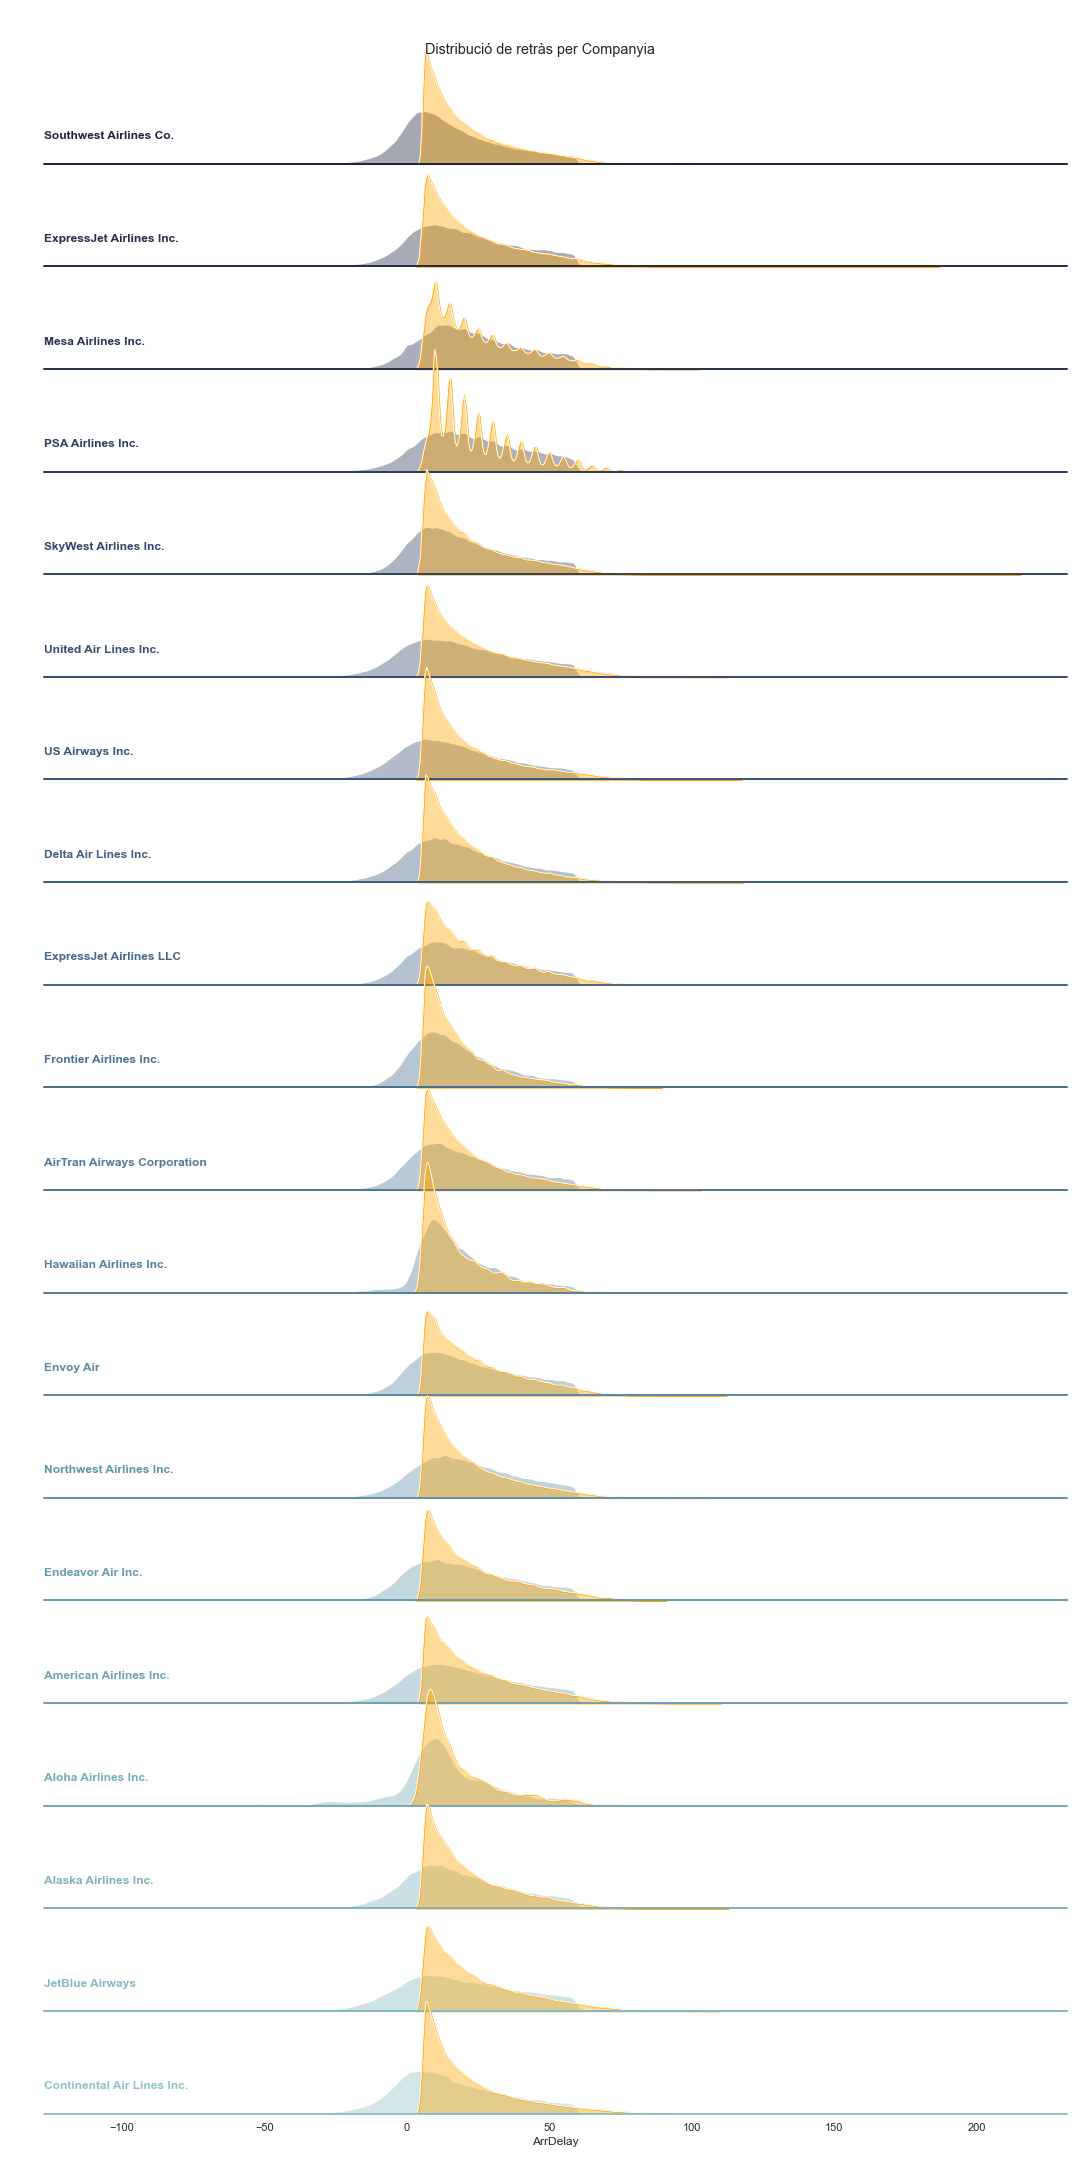 Distribució de retràs per Companyia
Southwest Airlines Co.
ExpressJet Airlines Inc.
Mesa Airlines Inc.
PSA Airlines Inc.
SkyWest Airlines Inc.
United Air Lines Inc.
US Airways Inc.
Delta Air Lines Inc.
ExpressJet Airlines LLC
Frontier Airlines Inc.
AirTran Airways Corporation
Hawaiian Airlines Inc.
Envoy Air
Northwest Airlines Inc.
Endeavor Air Inc.
American Airlines Inc.
Aloha Airlines Inc.
Alaska Airlines Inc.
JetBlue Airways
Continental Air Lines Inc.
−100 −50 0 50 100 150 200
ArrDelay